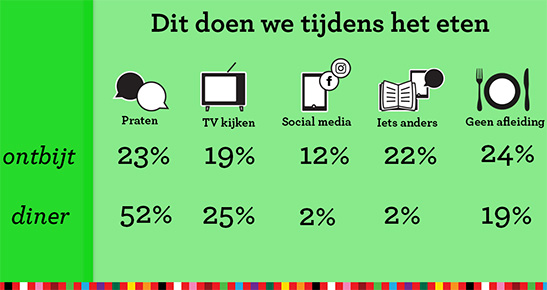 Dit doen we tijdens het eten
f
Praten TV kijken Social media Iets anders Geen afleiding
ontbijt 23% 19% 12% 22% 24%
diner 52% 25% 2% 2% 19%